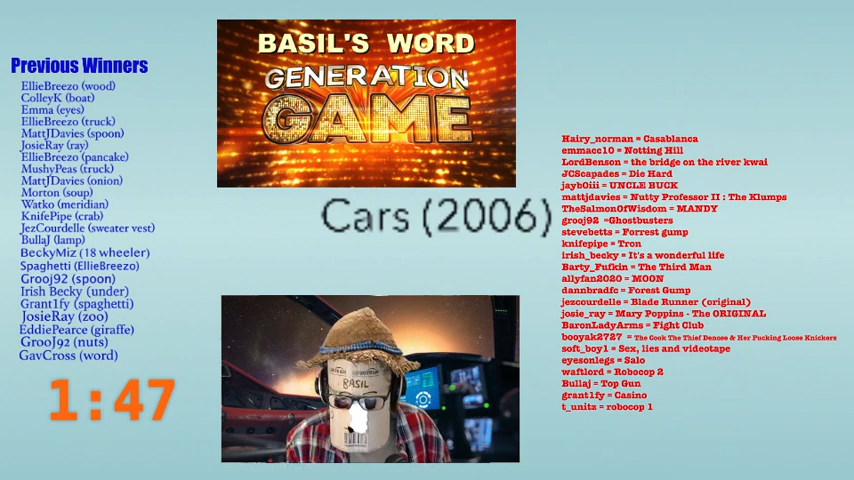 Previous Winners
EllieBreezo (wood)
ColleyK (boat)
Emma (eyes)
EllieBreezo (truck)
MattJDavies (spoon)
JosieRay (ray)
EllieBreezo (pancake)
MushyPeas (truck)
MattJDavies (onion)
Morton (soup)
Watko (meridian)
KnifePipe (crab)
JezCourdelle (sweater vest)
BullaJ (lamp)
BeckyMiz (18 wheeler)
Spaghetti (EllieBreezo)
Grooj92 (spoon)
Irish Becky (under)
Grant1fy (spaghetti)
JosieRay (zoo)
EddiePearce (giraffe)
GrooJ92 (nuts)
GavCross (word)
1:47
BASIL'S WORD
GENERATION
GAME
Cars (2006)
BASIL
Hairy_norman = Casablanca
emmacc10 = Notting Hill
LordBenson = the bridge on the river kwai
JCScapades = Die Hard
jayb0iii = UNCLE BUCK
mattjdavies = Nutty Professor II : The Klumps
TheSalmonOfWisdom = MANDY
grooj92 =Ghostbusters
stevebetts = Forrest gump
knifepipe = Tron
irish_becky = It's a wonderful life
Barty_Fufkin = The Third Man
allyfan2020 = MOON
dannbradfc = Forest Gump
jezcourdelle = Blade Runner (original)
josie_ray = Mary Poppins - The ORIGINAL
BaronLadyArms = Fight Club
booyak2727 = The Cook The Thief Denose & Her Pucking Loose Knickers
soft_boy1 = Sex, lies and videotape
eyesonlegs = Salo
waftlord = Robocop 2
Bullaj = Top Gun
grant1fy = Casino
t_unitz = robocop 1